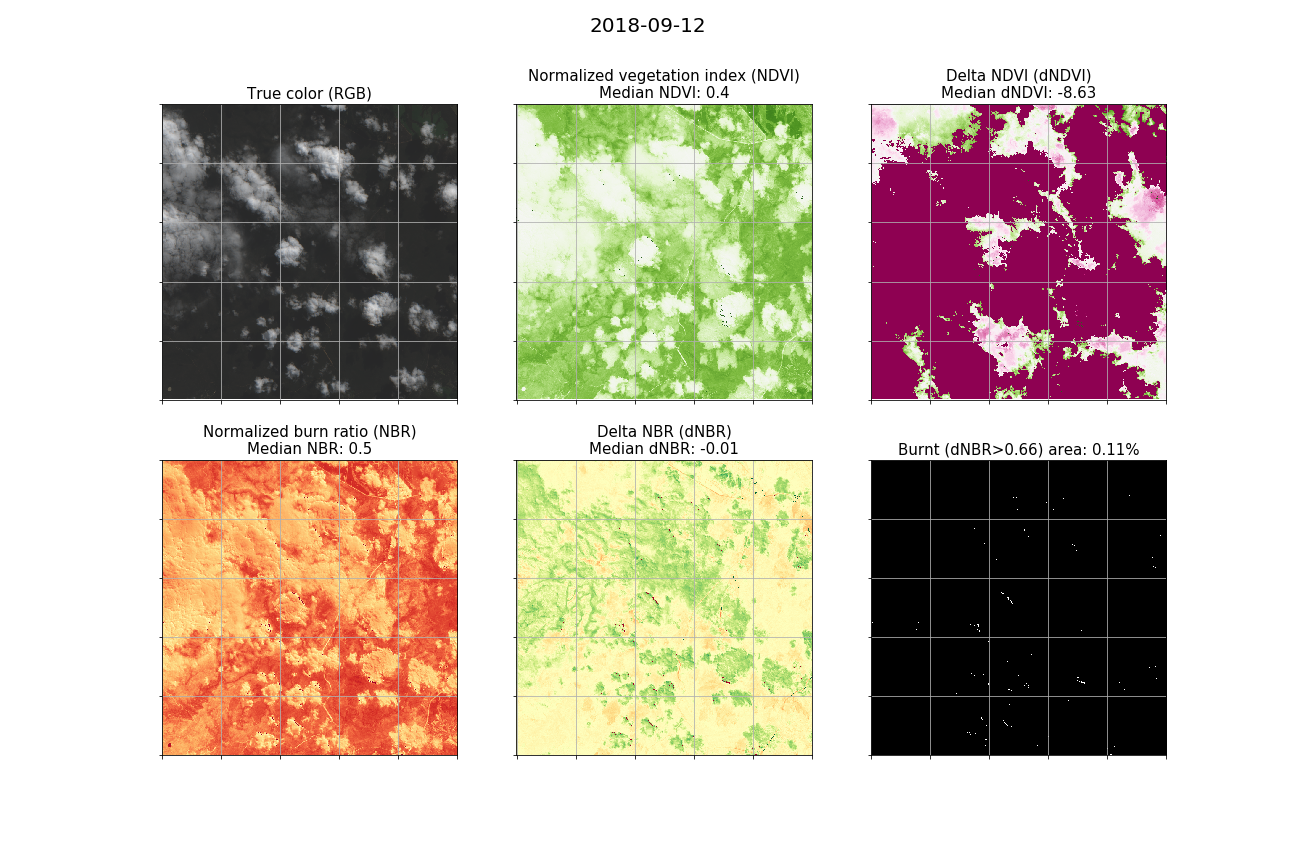 2018-09-12
True color (RGB)
Normalized vegetation index (NDVI)
Median NDVI: 0.4
Delta NDVI (dNDVI)
Median dNDVI: -8.63
Normalized burn ratio (NBR)
Median NBR: 0.5
Delta NBR (dNBR)
Median dNBR: -0.01
Burnt (dNBR>0.66) area: 0.11%